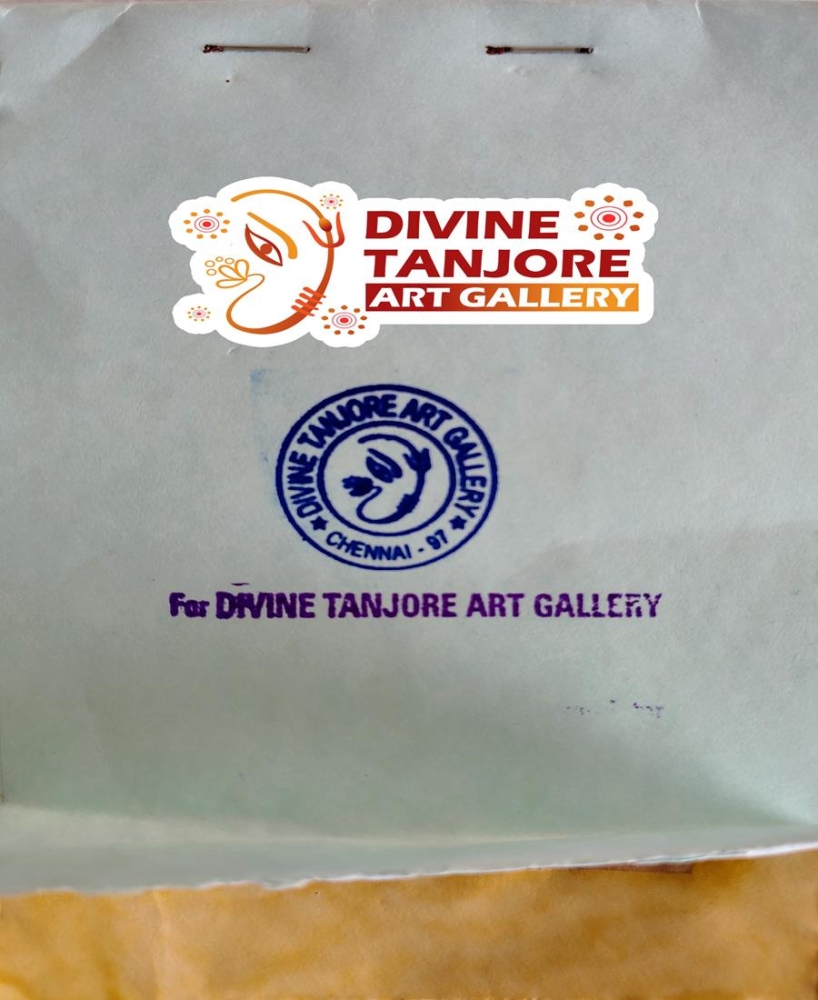 DIVINE
TANJORE
ART GALLERY
DIVINE TANJORE ART GALLERY
CHENNAI - 97
For DIVINE TANJORE ART GALLERY